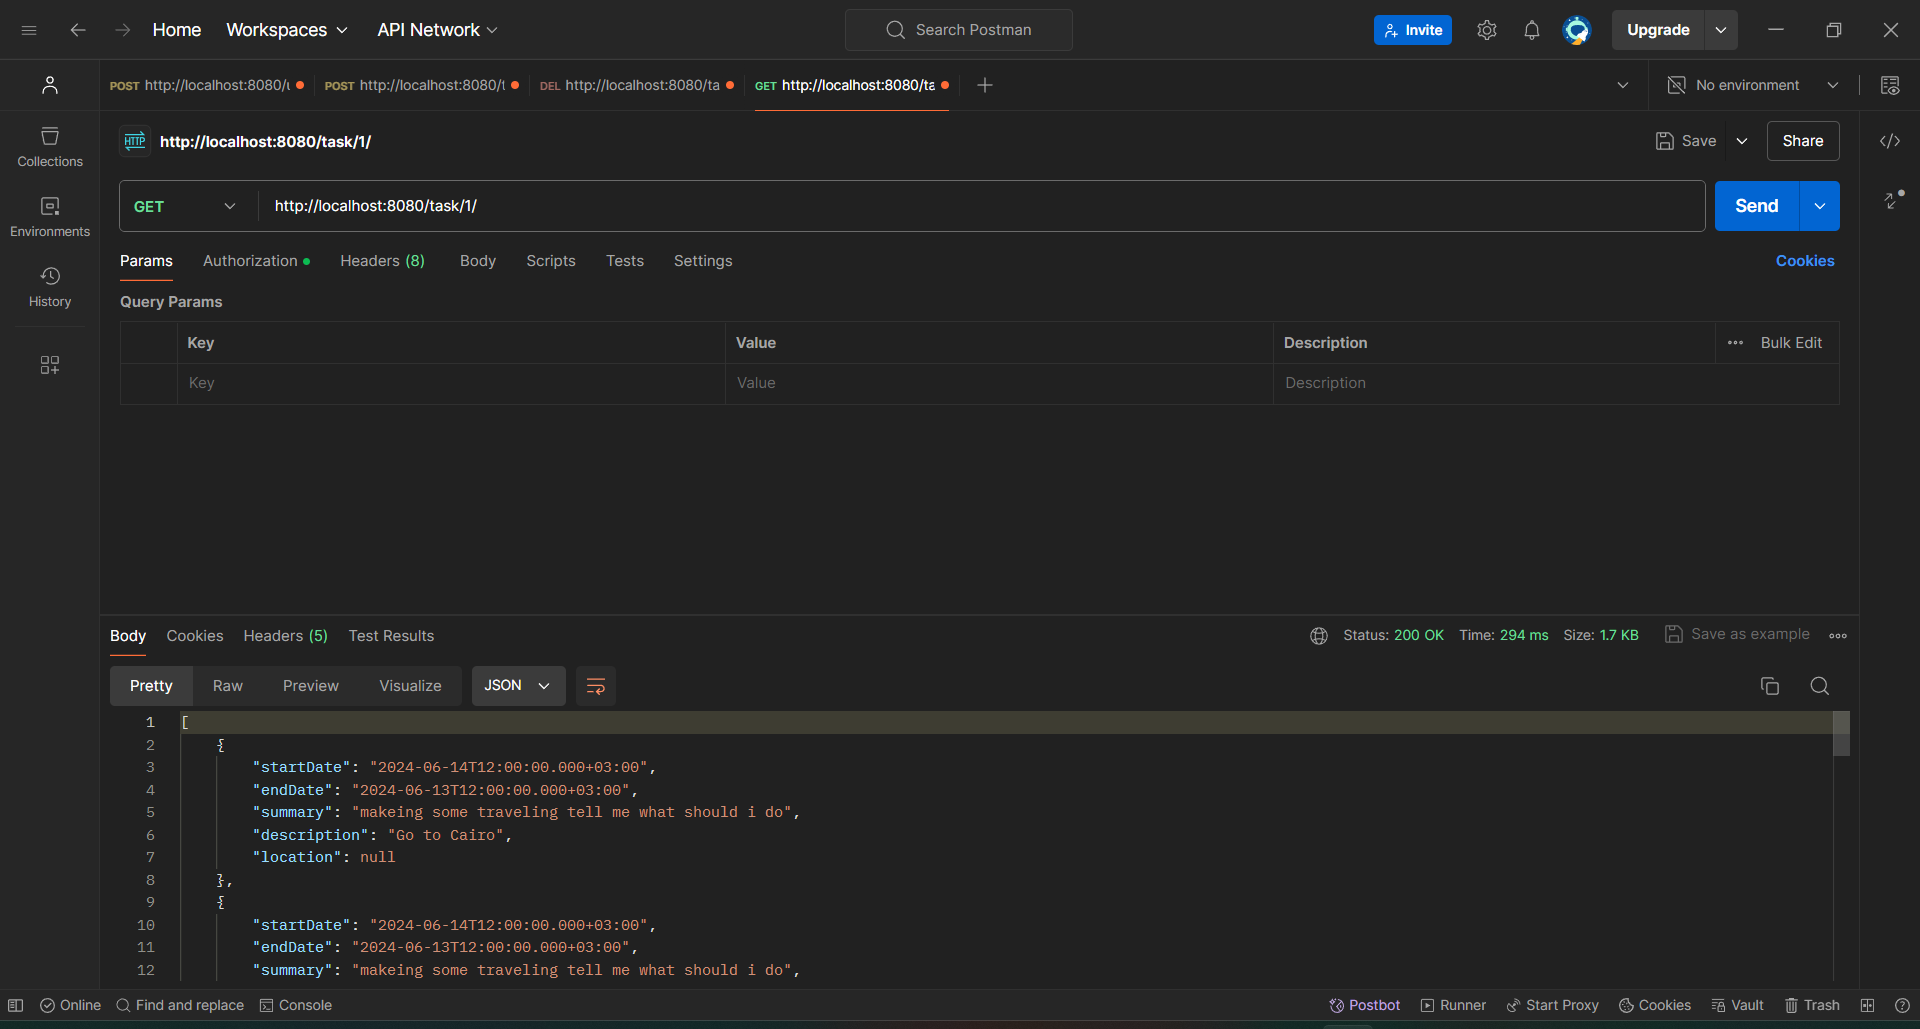 Home Workspaces API Network Search Postman Invite Upgrade
POST http://localhost:8080/u POST http://localhost:8080/t DEL http://localhost:8080/ta GET http://localhost:8080/ta No environment
HTTP http://localhost:8080/task/1/ Save Share
Collections
GET http://localhost:8080/task/1/ Send
Environments
Params Authorization Headers (8) Body Scripts Tests Settings Cookies
History
Query Params
Key Value Description Bulk Edit
Key Value Description
Body Cookies Headers (5) Test Results Status: 200 OK Time: 294 ms Size: 1.7 KB Save as example
Pretty Raw Preview Visualize JSON
1 [
2 {
3 "startDate": "2024-06-14T12:00:00.000+03:00",
4 "endDate": "2024-06-13T12:00:00.000+03:00",
5 "summary": "makeing some traveling tell me what should i do",
6 "description": "Go to Cairo",
7 "location": null
8 },
9 {
10 "startDate": "2024-06-14T12:00:00.000+03:00",
11 "endDate": "2024-06-13T12:00:00.000+03:00",
12 "summary": "makeing some traveling tell me what should i do",
Online Find and replace Console Postbot Runner Start Proxy Cookies Vault Trash